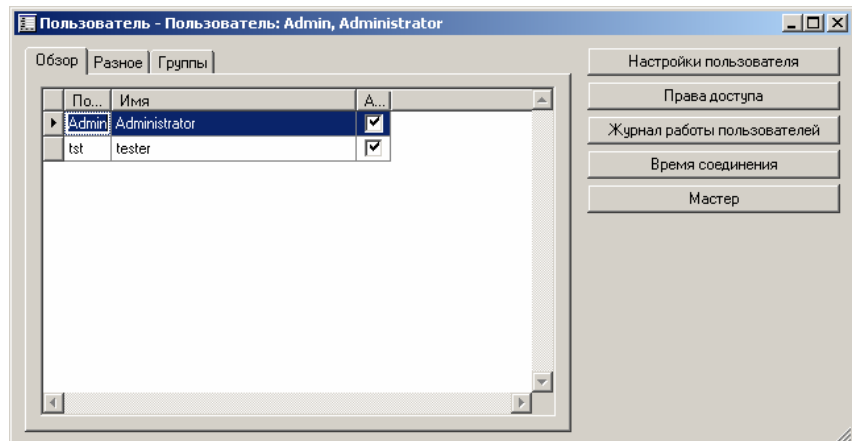 Пользователь - Пользователь: Admin, Administrator
Обзор Разное Группы
По... Имя А...
Admin Administrator
tst tester
Настройки пользователя
Права доступа
Журнал работы пользователей
Время соединения
Мастер